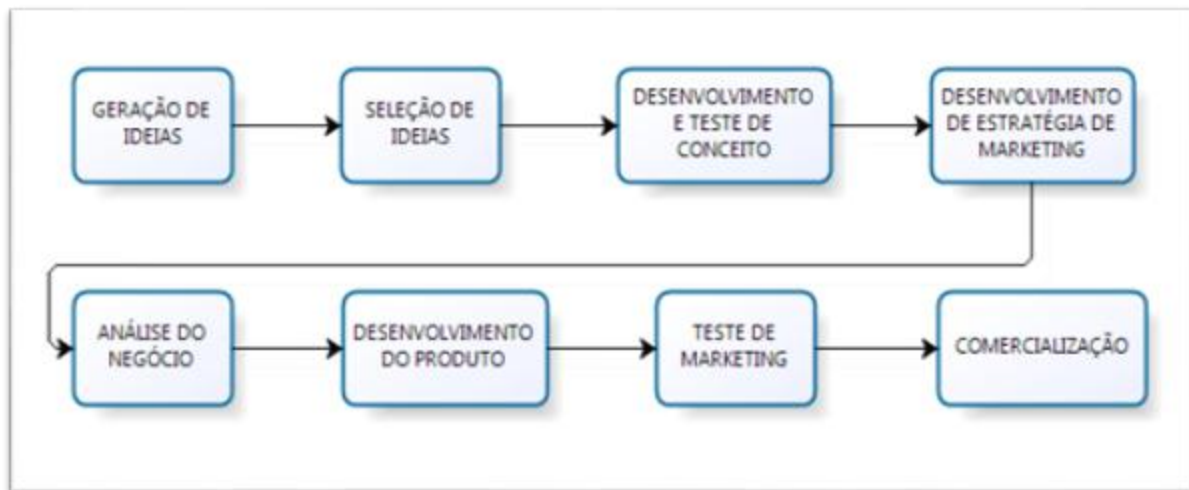 GERAÇÃO DE
IDEIAS
SELEÇÃO DE
IDEIAS
DESENVOLVIMENTO
E TESTE DE
CONCEITO
DESENVOLVIMENTO
DE ESTRATÉGIA DE
MARKETING
ANÁLISE DO
NEGÓCIO
DESENVOLVIMENTO
DO PRODUTO
TESTE DE
MARKETING
COMERCIALIZAÇÃO